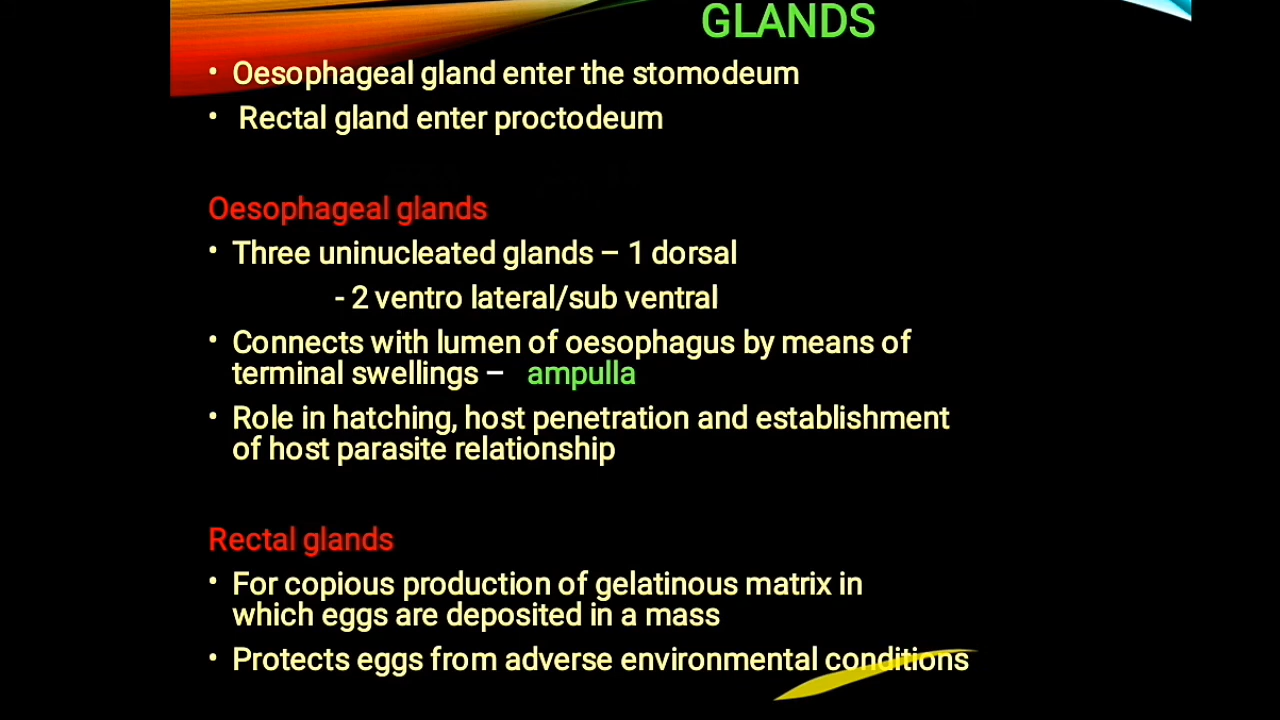 GLANDS
• Oesophageal gland enter the stomodeum
• Rectal gland enter proctodeum
Oesophageal glands
• Three uninucleated glands – 1 dorsal
- 2 ventro lateral/sub ventral
• Connects with lumen of oesophagus by means of
terminal swellings – ampulla
• Role in hatching, host penetration and establishment
of host parasite relationship
Rectal glands
• For copious production of gelatinous matrix in
which eggs are deposited in a mass
• Protects eggs from adverse environmental conditions